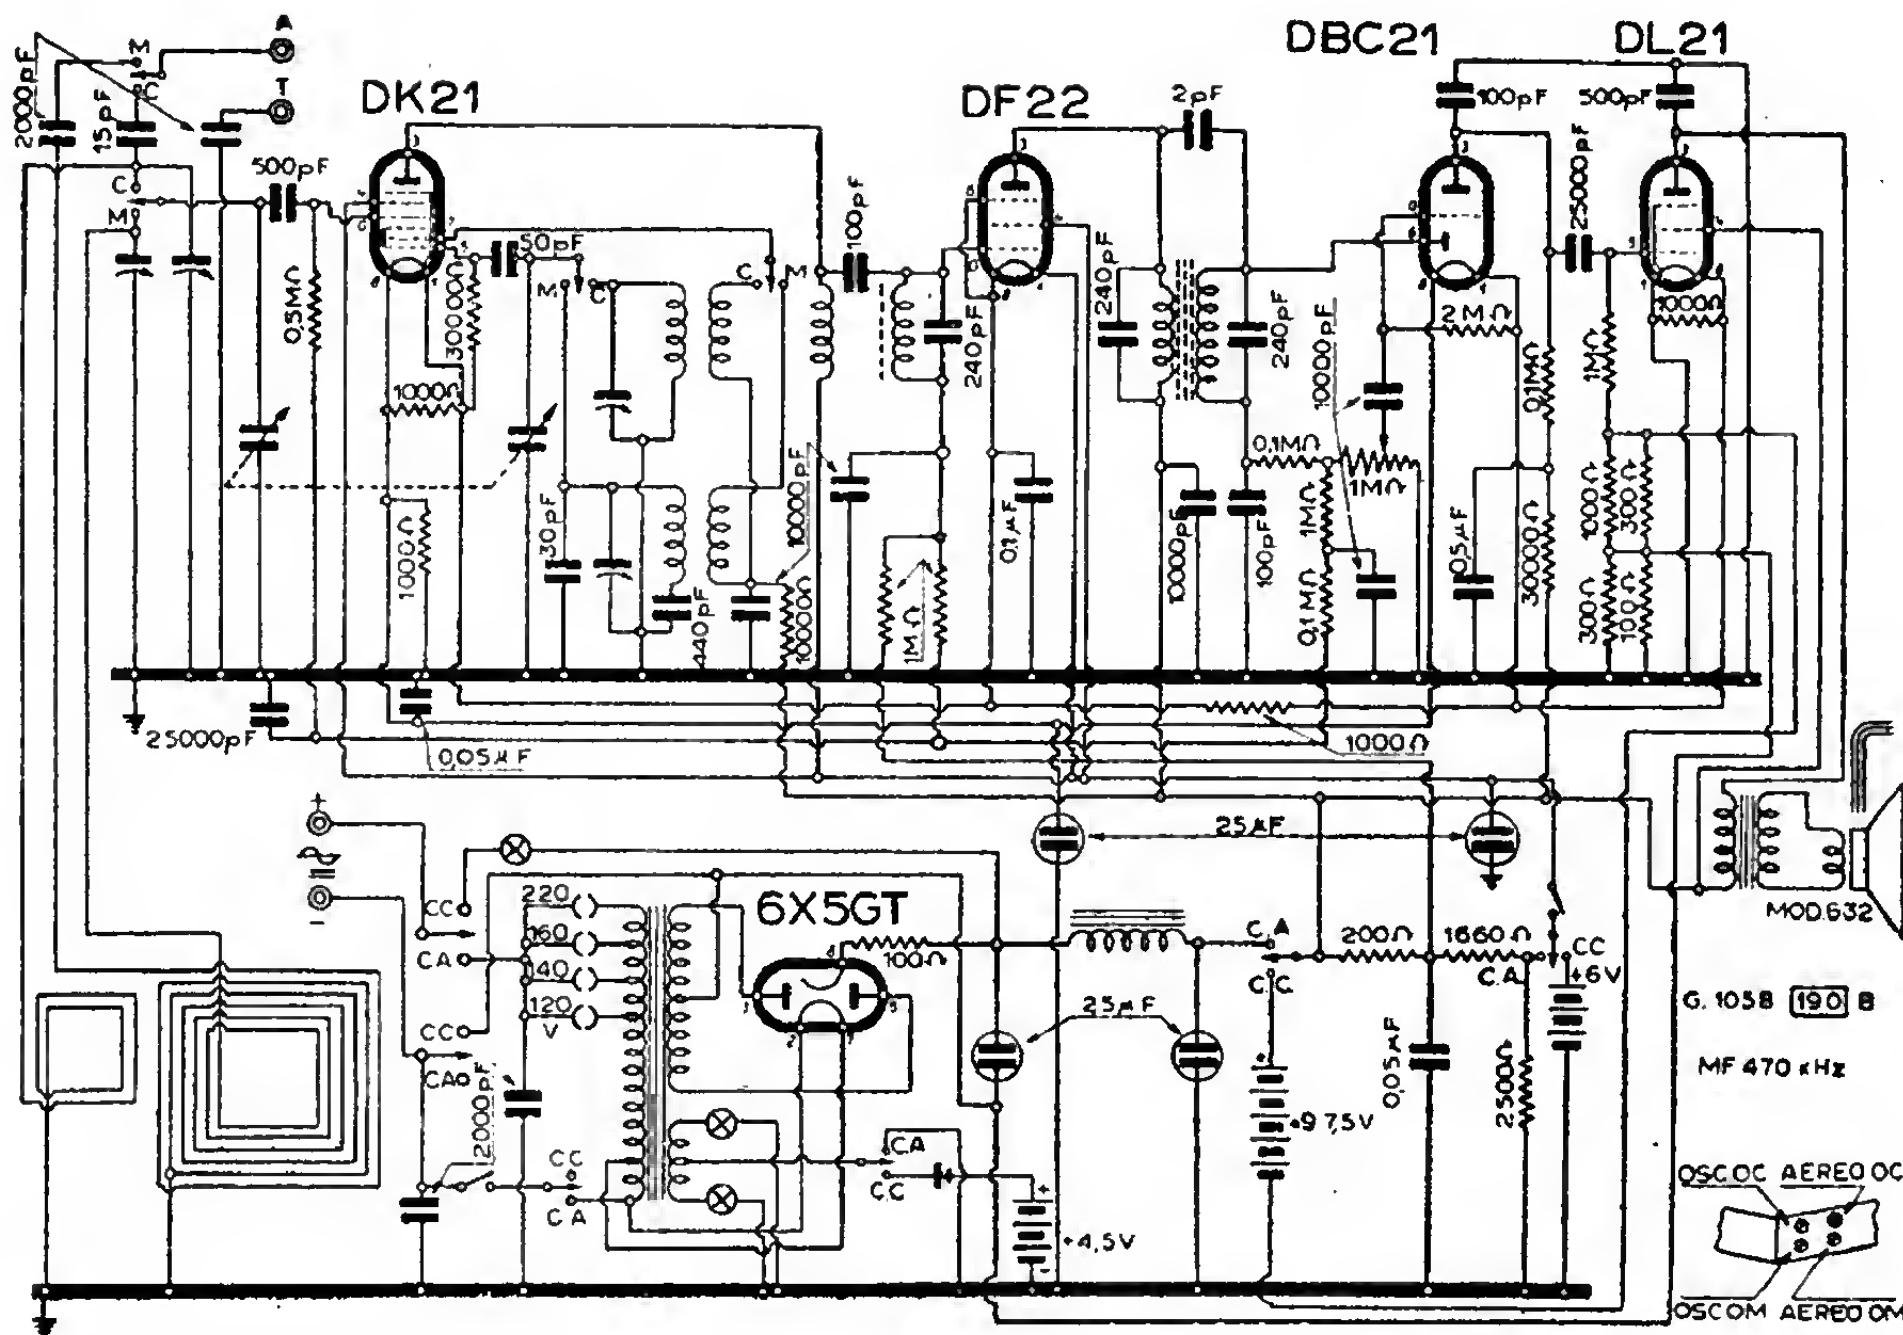 A
T
M
C
2000pF
15pF
C
M
500pF
0,5MΩ
DK21
50pF
30000Ω
1000Ω
1000Ω
M
C
C
M
30pF
440pF
10000pF
10000Ω
100pF
DF22
240pF
1MΩ
0,1µF
2pF
240pF
240pF
10000pF
100pF
0,1MΩ
1MΩ
1MΩ
0,1MΩ
10000pF
DBC21
100pF
2MΩ
0,5µF
0,1MΩ
30000Ω
25000pF
DL21
500pF
1000Ω
1MΩ
1000Ω
300Ω
300Ω
100Ω
25000pF
0,05µF
1000Ω
+
-
CC
CA
CC
CA
220
160
140
120
V
2000pF
CC
CA
6X5GT
100Ω
25µF
25µF
CA
CC
+4,5V
-
C.A
C.C.
+97,5V
200Ω
1660Ω
0,05µF
C.A
CC
+6V
2500Ω
MOD.632
G. 105B 190 B
MF 470 KHz
OSC OC AEREO OC
OSC OM AEREO OM